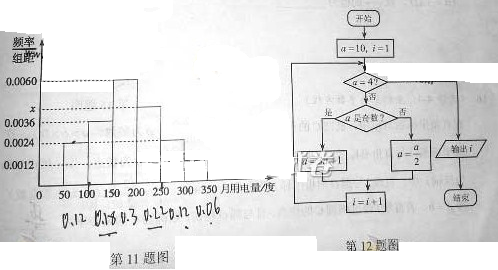 频率
组距
0.0060
x
0.0036
0.0024
0.0012
0 50 100 150 200 250 300 350 月用电量/度
0.12 0.18 0.3 0.22 0.12 0.06
第11题图
开始
a=10, i=1
a=4?
否
是 a是奇数? 否
+1
a=a/2
输出i
i=i+1
结束
第12题图